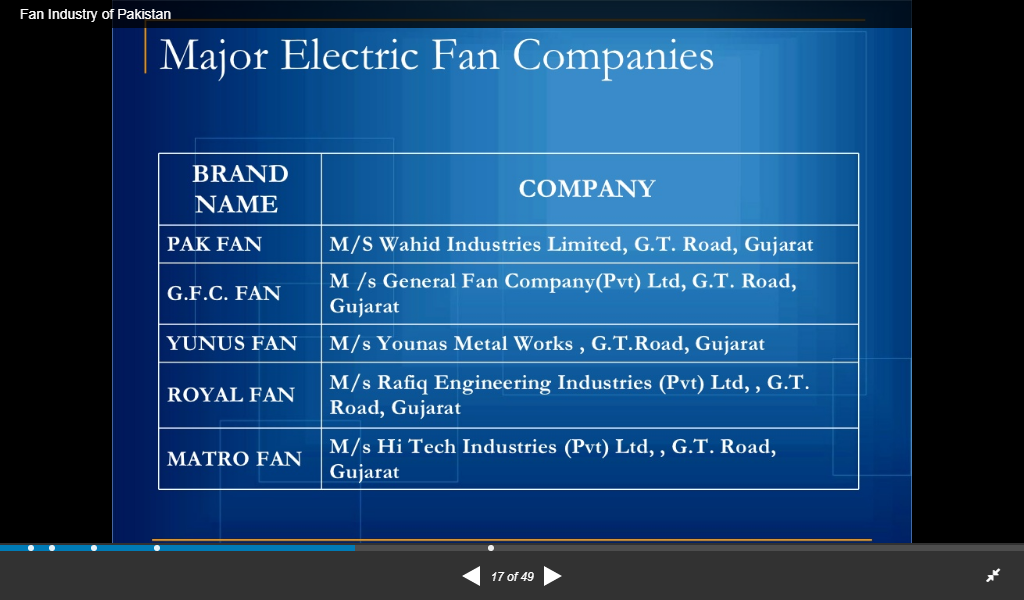 Fan Industry of Pakistan
Major Electric Fan Companies
BRAND
NAME
COMPANY
PAK FAN
M/S Wahid Industries Limited, G.T. Road, Gujarat
G.F.C. FAN
M /s General Fan Company(Pvt) Ltd, G.T. Road,
Gujarat
YUNUS FAN
M/s Younas Metal Works , G.T.Road, Gujarat
ROYAL FAN
M/s Rafiq Engineering Industries (Pvt) Ltd, , G.T.
Road, Gujarat
MATRO FAN
M/s Hi Tech Industries (Pvt) Ltd, , G.T. Road,
Gujarat
17 of 49